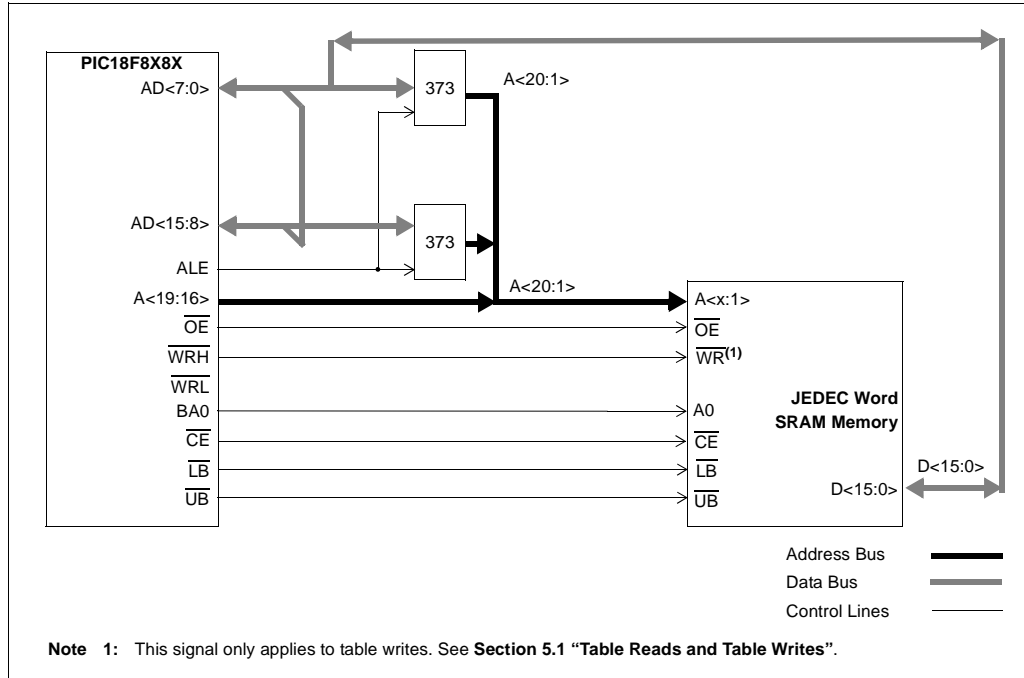 PIC18F8X8X
AD<7:0>
373
A<20:1>
AD<15:8>
373
ALE
A<19:16>
A<20:1>
A<x:1>
OE
OE
WRH
WR(1)
WRL
JEDEC Word
SRAM Memory
BA0
A0
CE
CE
LB
LB
D<15:0>
D<15:0>
UB
UB
Address Bus
Data Bus
Control Lines
Note 1: This signal only applies to table writes. See Section 5.1 “Table Reads and Table Writes”.